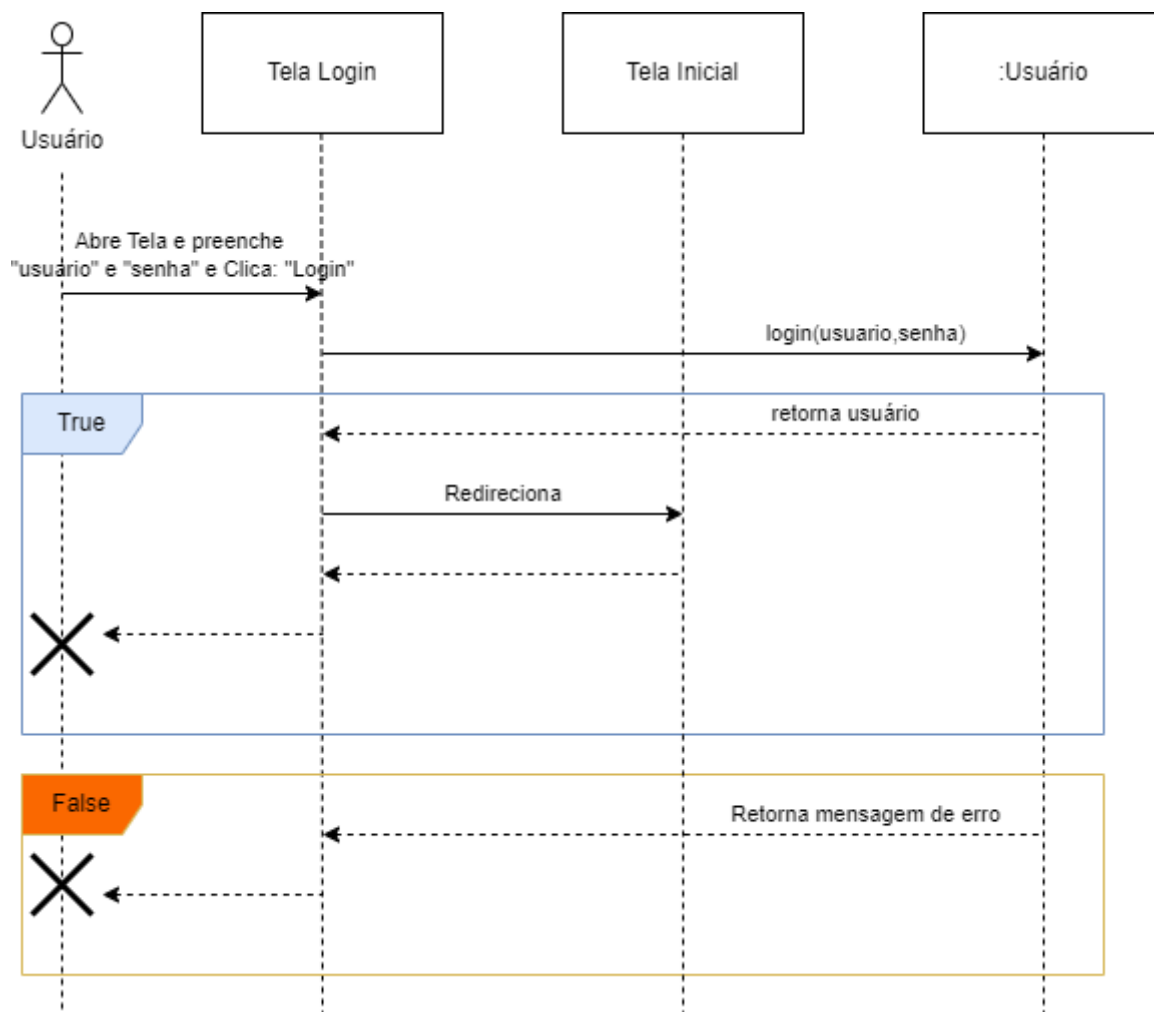 Usuário
Tela Login
Tela Inicial
:Usuário
Abre Tela e preenche
"usuário" e "senha" e Clica: "Login"
login(usuario,senha)
True
retorna usuário
Redireciona
False
Retorna mensagem de erro